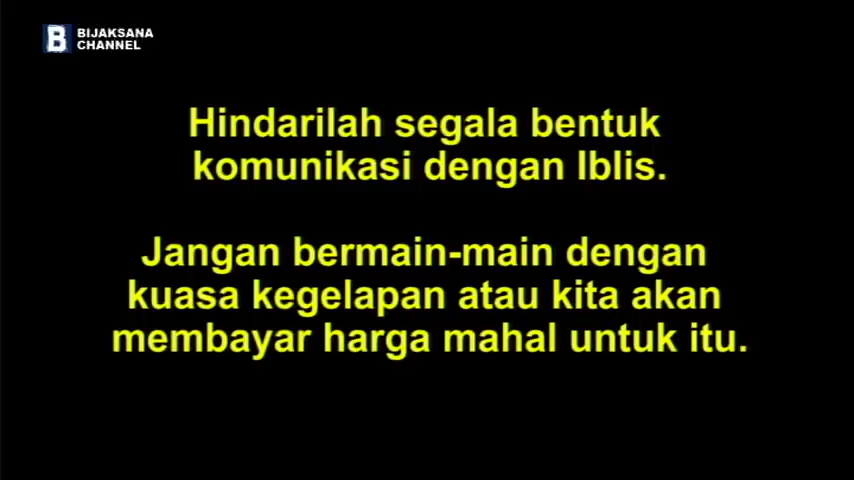 BIJAKSANA
CHANNEL
Hindarilah segala bentuk
komunikasi dengan Iblis.
Jangan bermain-main dengan
kuasa kegelapan atau kita akan
membayar harga mahal untuk itu.